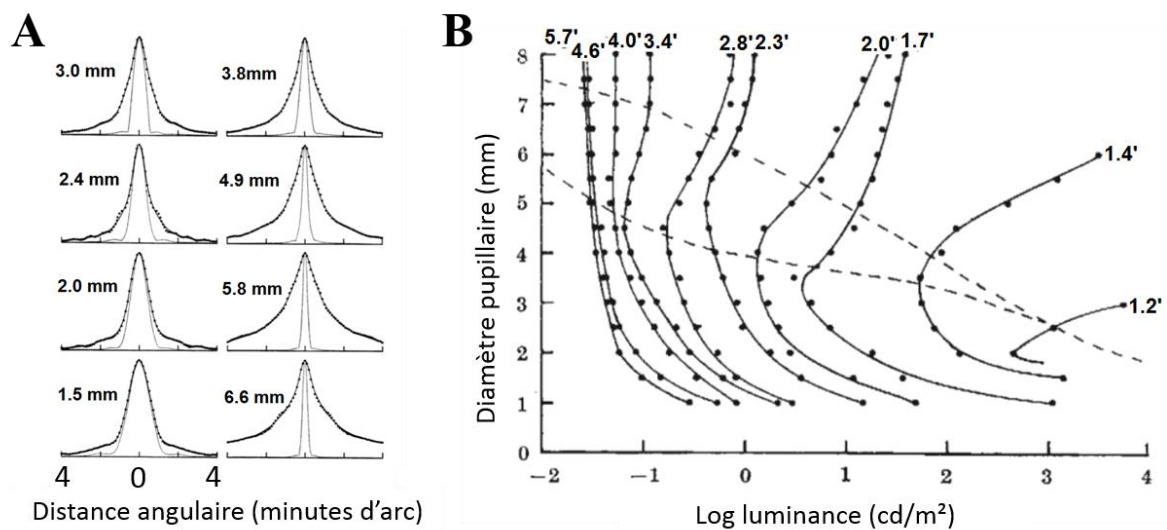 A
3.0 mm
3.8mm
2.4 mm
4.9 mm
2.0 mm
5.8 mm
1.5 mm
6.6 mm
4 0 4 4 0 4
Distance angulaire (minutes d’arc)
B
5.7' 4.0' 3.4' 2.8' 2.3' 2.0' 1.7'
4.6'
8
7
6
1.4'
5
4
3
1.2'
2
1
0
−2 −1 0 1 2 3 4
Diamètre pupillaire (mm)
Log luminance (cd/m²)